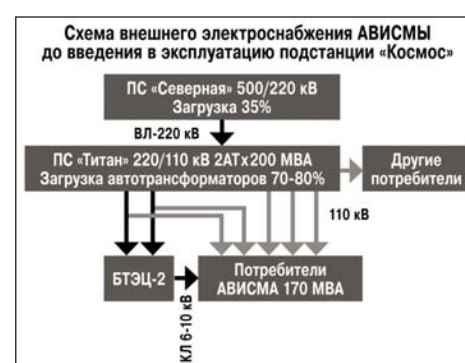 Схема внешнего электроснабжения АВИСМЫ
до введения в эксплуатацию подстанции «Космос»
ПС «Северная» 500/220 кВ
Загрузка 35%
ВЛ-220 кВ
ПС «Титан» 220/110 кВ 2АТх200 МВА
Загрузка автотрансформаторов 70-80%
Другие
потребители
110 кВ
БТЭЦ-2
КЛ 6-10 кВ
Потребители
АВИСМА 170 МВА